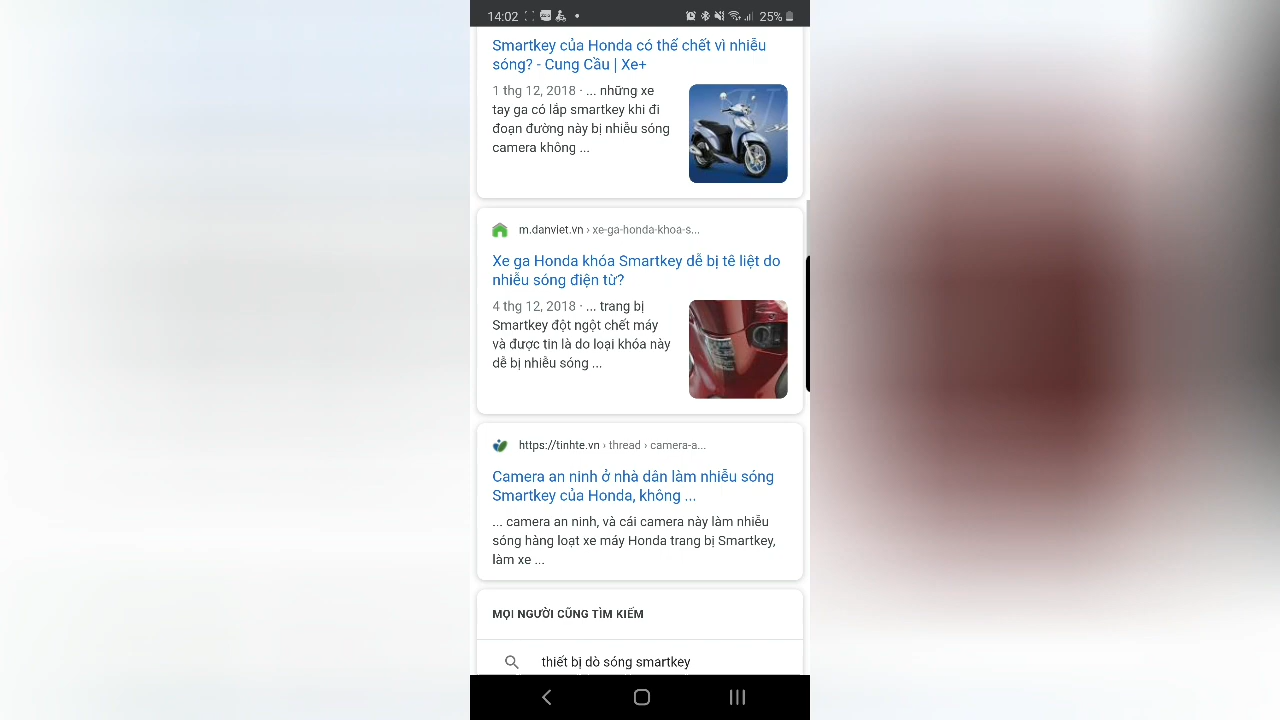 14:02
25%
Smartkey của Honda có thể chết vì nhiễu
sóng? - Cung Cầu | Xe+
1 thg 12, 2018 · ... những xe
tay ga có lắp smartkey khi đi
đoạn đường này bị nhiễu sóng
camera không ...
m.danviet.vn › xe-ga-honda-khoa-s...
Xe ga Honda khóa Smartkey dễ bị tê liệt do
nhiễu sóng điện từ?
4 thg 12, 2018 · ... trang bị
Smartkey đột ngột chết máy
và được tin là do loại khóa này
dễ bị nhiễu sóng ...
https://tinhte.vn › thread › camera-a...
Camera an ninh ở nhà dân làm nhiễu sóng
Smartkey của Honda, không ...
... camera an ninh, và cái camera này làm nhiễu
sóng hàng loạt xe máy Honda trang bị Smartkey,
làm xe ...
MỌI NGƯỜI CŨNG TÌM KIẾM
thiết bị dò sóng smartkey